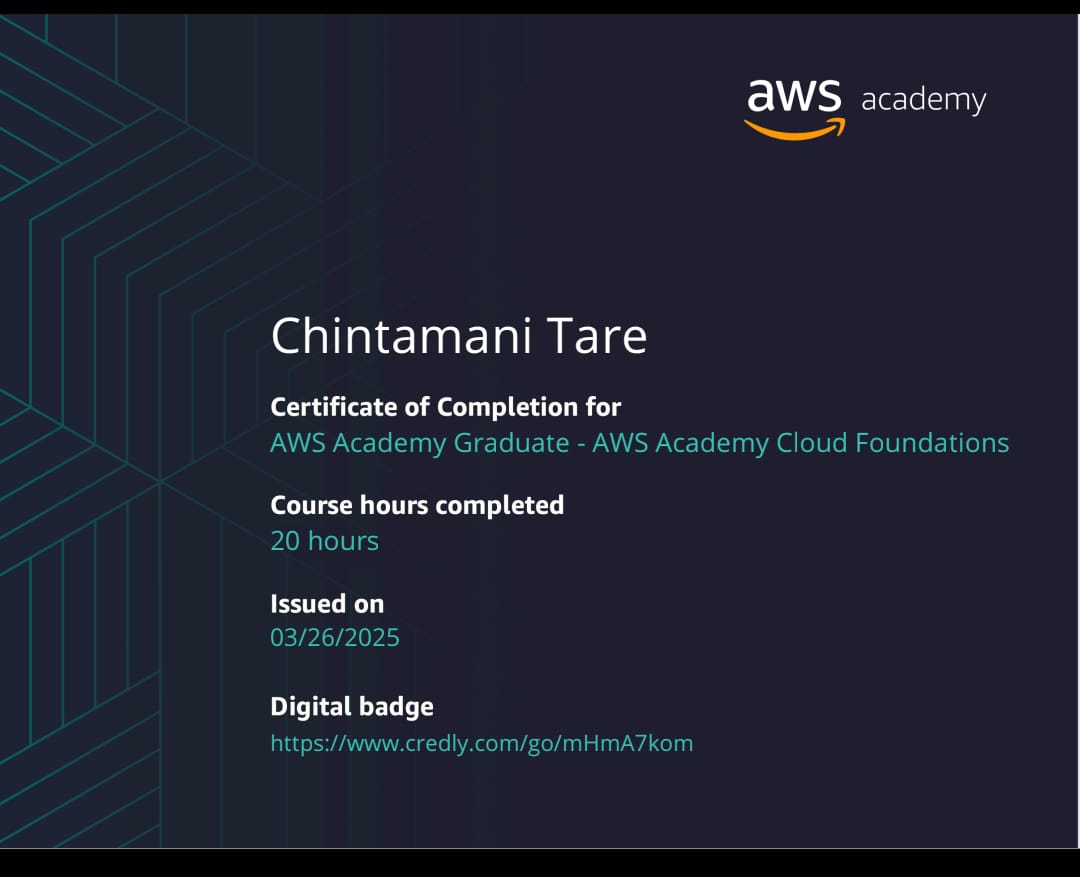 aws academy
Chintamani Tare
Certificate of Completion for
AWS Academy Graduate - AWS Academy Cloud Foundations
Course hours completed
20 hours
Issued on
03/26/2025
Digital badge
https://www.credly.com/go/mHmA7kom